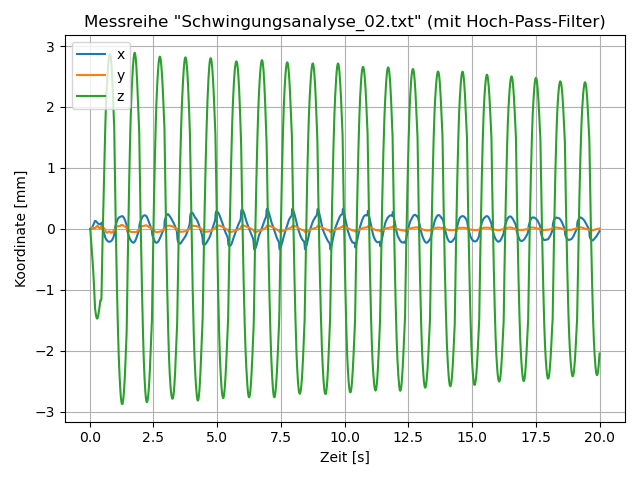 Messreihe "Schwingungsanalyse_02.txt" (mit Hoch-Pass-Filter)
x
y
z
Koordinate [mm]
3
2
1
0
−1
−2
−3
0.0 2.5 5.0 7.5 10.0 12.5 15.0 17.5 20.0
Zeit [s]